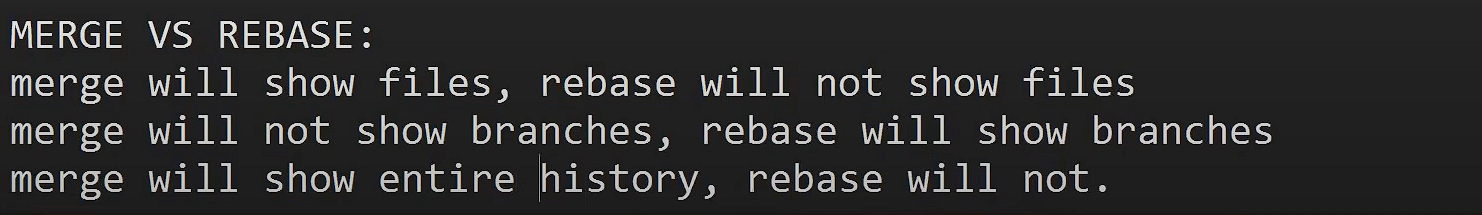 MERGE VS REBASE:
merge will show files, rebase will not show files
merge will not show branches, rebase will show branches
merge will show entire history, rebase will not.